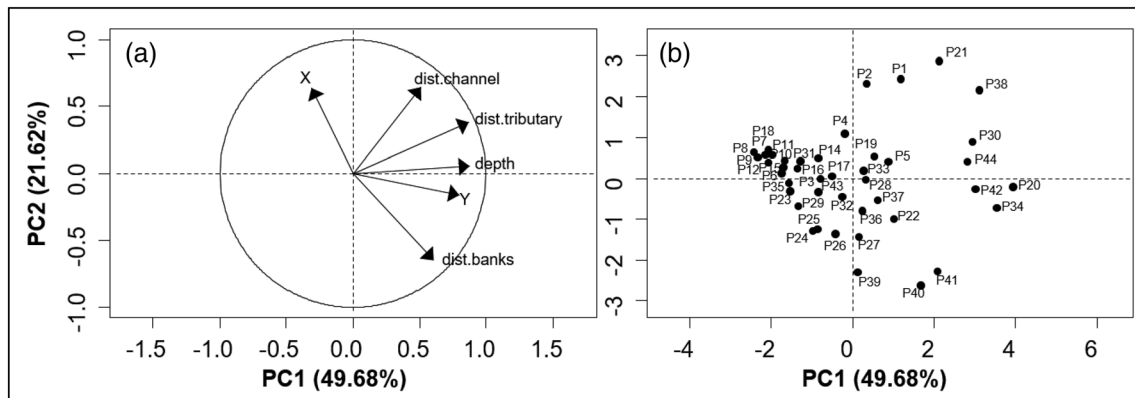 (a)
X
dist.channel
dist.tributary
depth
Y
dist.banks
PC2 (21.62%)
1.0
0.5
0.0
-0.5
-1.0
-1.5
-1.0
-0.5
0.0
0.5
1.0
1.5
PC1 (49.68%)
(b)
P21
P1
P2
P38
P4
P30
P18
P7
P11
P8
P10
P31
P14
P19
P5
P44
P9
P12
P15
P16
P17
P33
P6
P3
P43
P28
P42
P20
P35
P23
P29
P32
P37
P34
P36
P22
P25
P24
P26
P27
P39
P41
P40
3
2
1
0
-1
-2
-3
-4
-2
0
2
4
6
PC1 (49.68%)